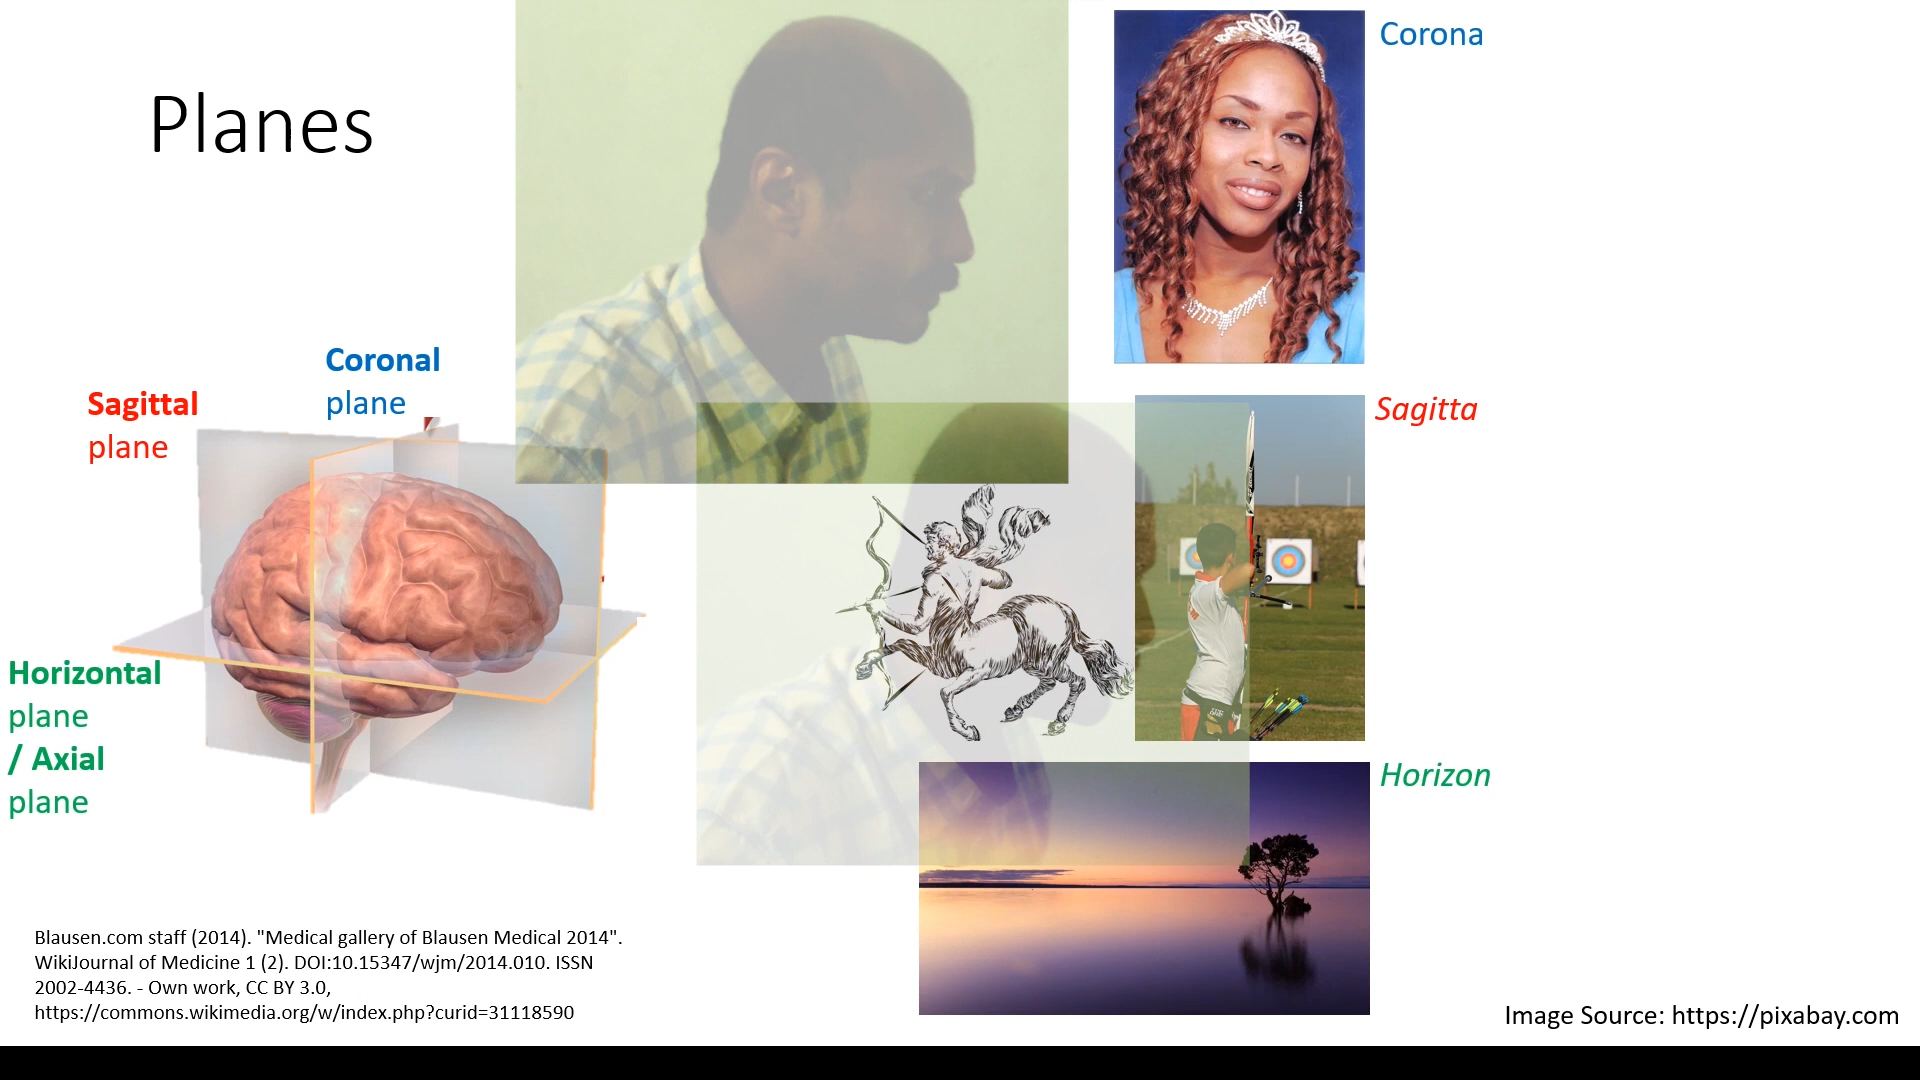 Planes
Corona
Coronal
plane
Sagittal
plane
Sagitta
Horizontal
plane
/ Axial
plane
Horizon
Blausen.com staff (2014). "Medical gallery of Blausen Medical 2014".
WikiJournal of Medicine 1 (2). DOI:10.15347/wjm/2014.010. ISSN
2002-4436. - Own work, CC BY 3.0,
https://commons.wikimedia.org/w/index.php?curid=31118590
Image Source: https://pixabay.com